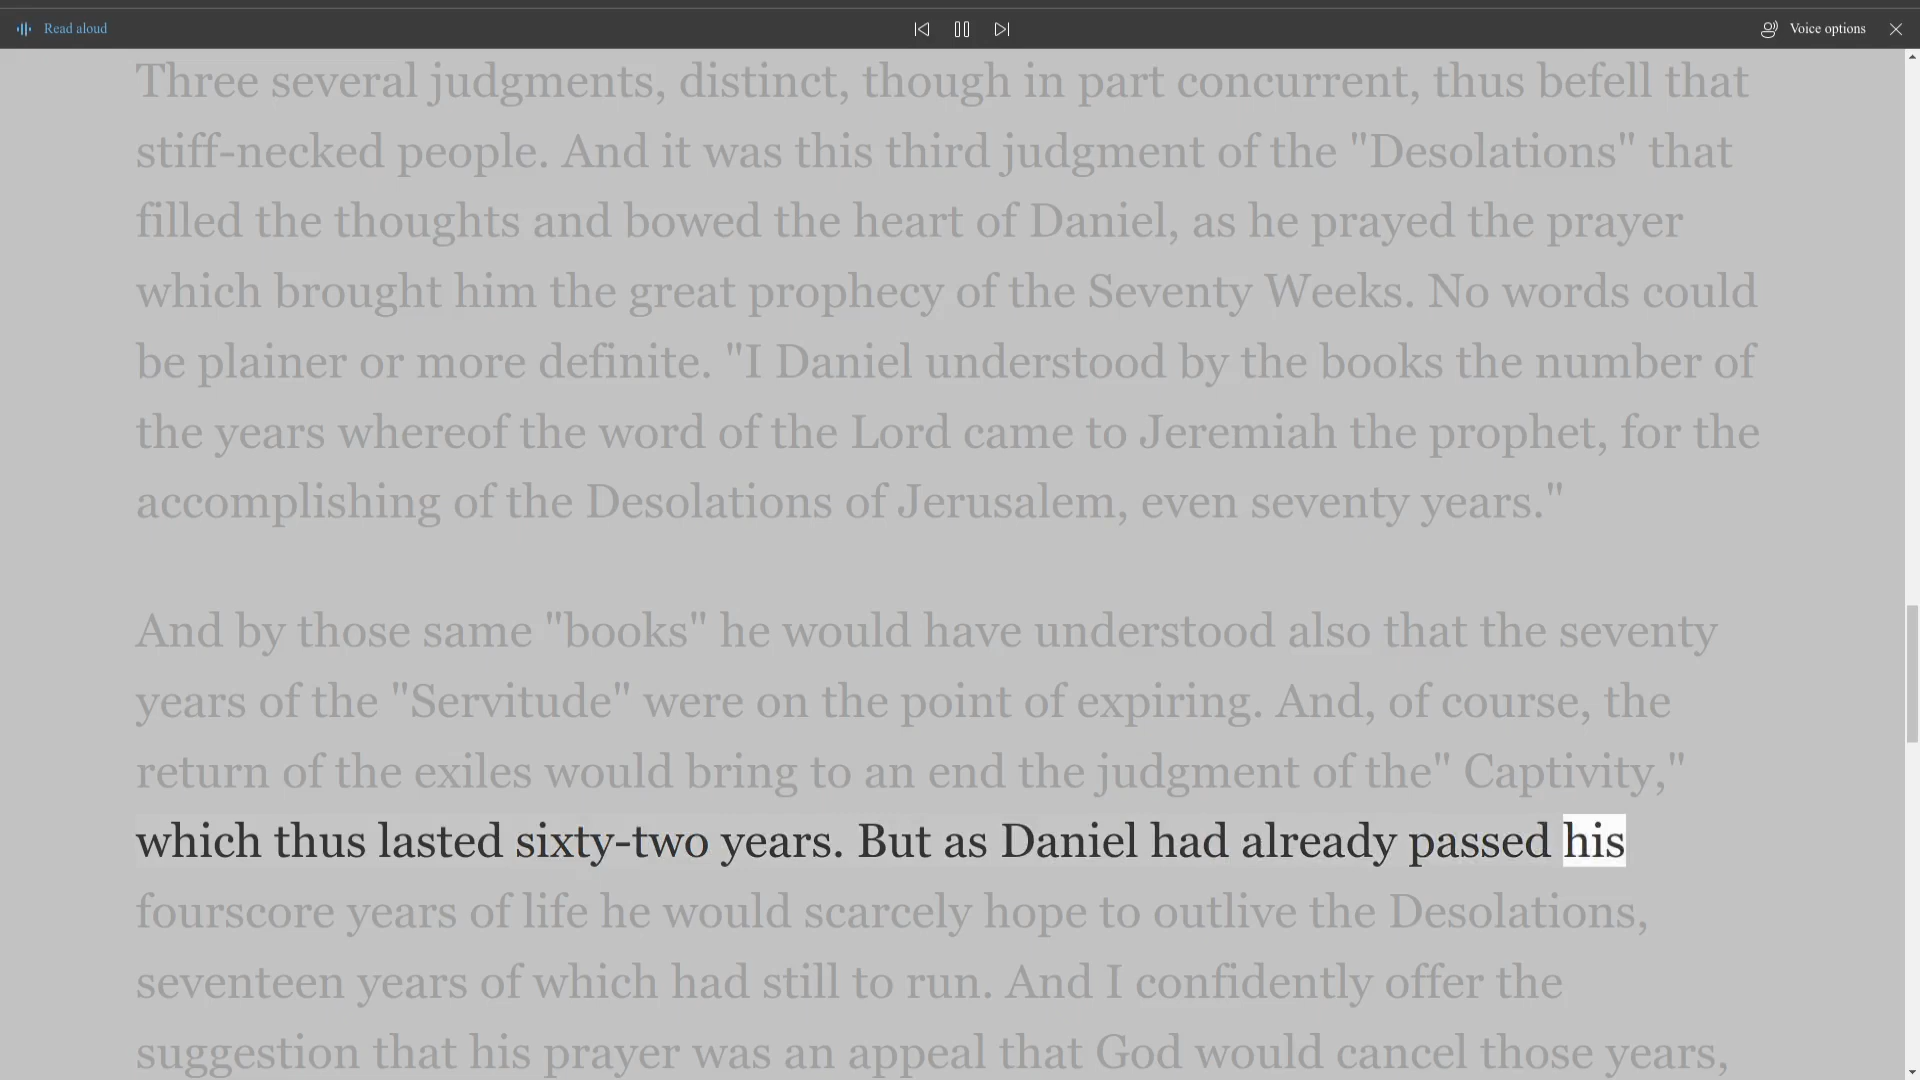 Read aloud
Voice options
Three several judgments, distinct, though in part concurrent, thus befell that
stiff-necked people. And it was this third judgment of the "Desolations" that
filled the thoughts and bowed the heart of Daniel, as he prayed the prayer
which brought him the great prophecy of the Seventy Weeks. No words could
be plainer or more definite. "I Daniel understood by the books the number of
the years whereof the word of the Lord came to Jeremiah the prophet, for the
accomplishing of the Desolations of Jerusalem, even seventy years."
And by those same "books" he would have understood also that the seventy
years of the "Servitude" were on the point of expiring. And, of course, the
return of the exiles would bring to an end the judgment of the" Captivity,"
which thus lasted sixty-two years. But as Daniel had already passed his
fourscore years of life he would scarcely hope to outlive the Desolations,
seventeen years of which had still to run. And I confidently offer the
suggestion that his prayer was an appeal that God would cancel those years,